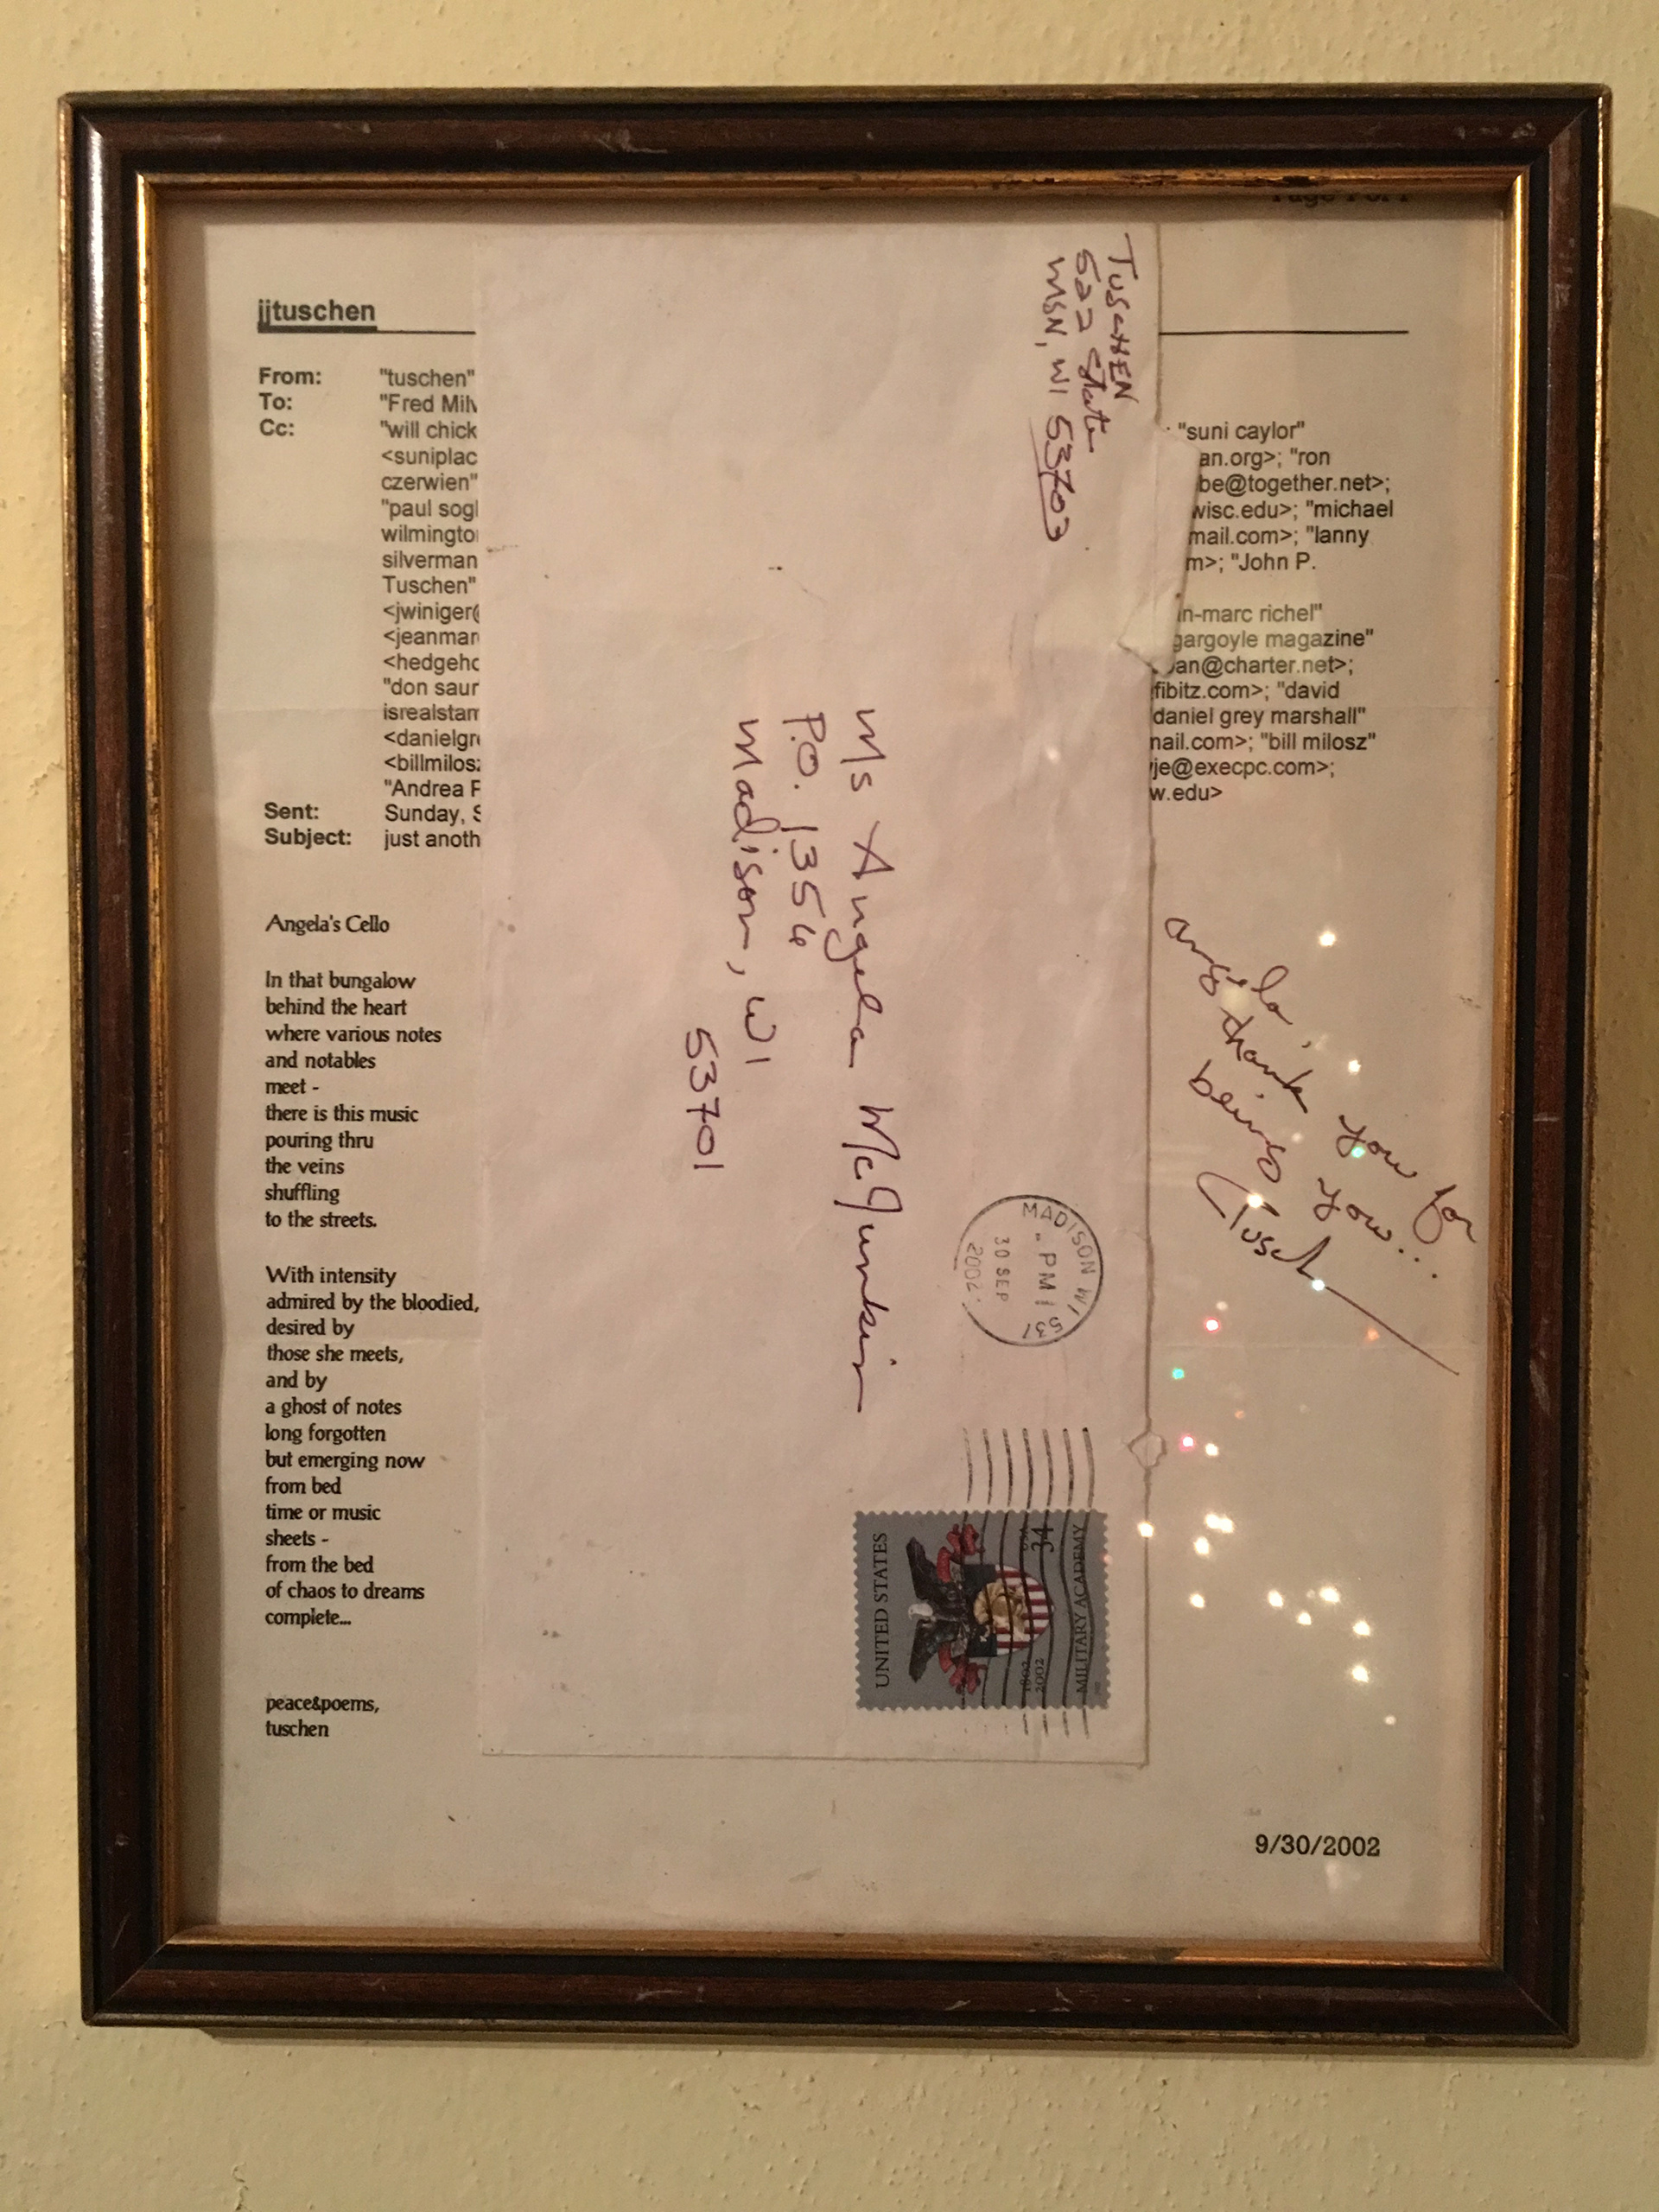 jjtuschen
From: "tuschen"
To: "Fred Mil
Cc: "will chick : "suni caylor"
<suniplac an.org>; "ron
czerwien" be@together.net>;
"paul sogl wisc.edu>; "michael
wilmingto mail.com>; "lanny
silverman m>; "John P.
Tuschen"
<jwiniger@ n-marc richel"
<jeanmar gargoyle magazine"
<hedgeho an@charter.net>;
"don saur fibitz.com>; "david
isrealstam daniel grey marshall"
<danielgr nail.com>; "bill milosz"
<billmilosz je@execpc.com>;
"Andrea P w.edu>
Sent: Sunday, S
Subject: just anoth
Angela's Cello
In that bungalow
behind the heart
where various notes
and notables
meet -
there is this music
pouring thru
the veins
shuffling
to the streets.
With intensity
admired by the bloodied,
desired by
those she meets,
and by
a ghost of notes
long forgotten
but emerging now
from bed
time or music
sheets -
from the bed
of chaos to dreams
complete...
peace&poems,
tuschen
TUSCHEN
522 State
MSN, WI 53703
Ms Angela McJunkin
P.O. 1354
Madison, WI
53701
MADISON WI 537
PM
30 SEP
2002
UNITED STATES
1802
2002
USA
34
MILITARY ACADEMY
angela,
thank you for
being you...
Tusch
9/30/2002